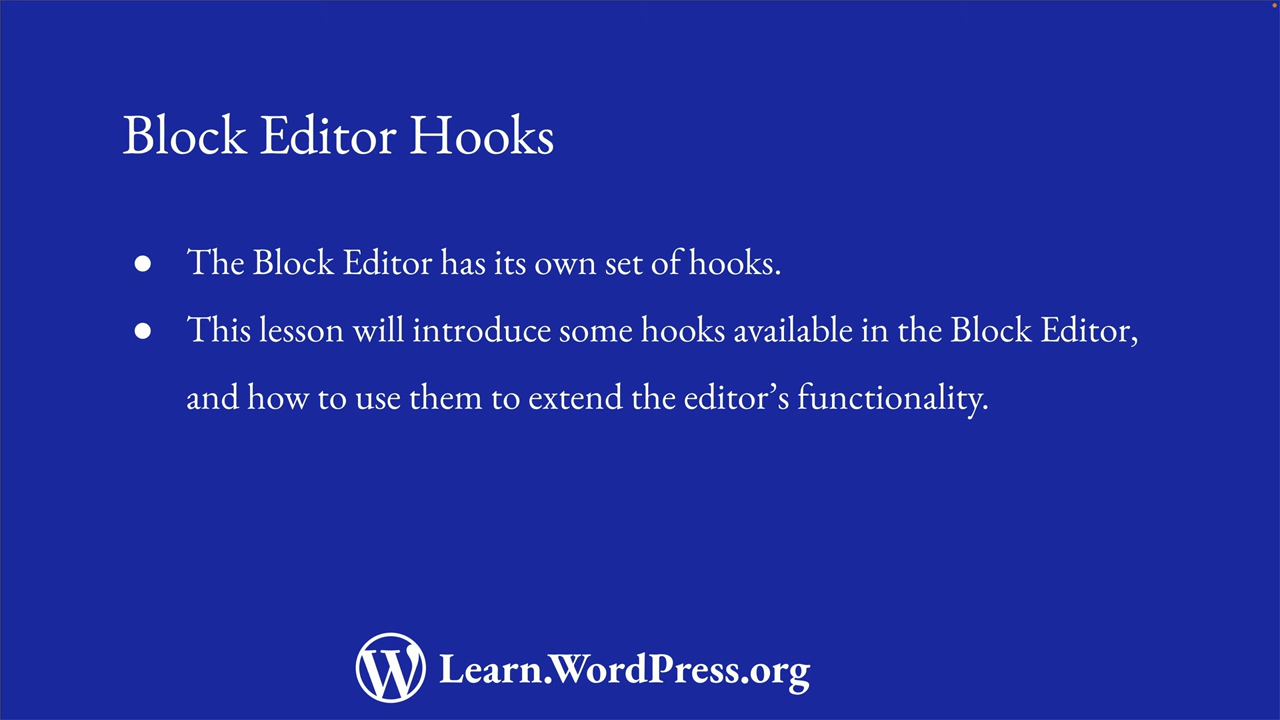 Block Editor Hooks
● The Block Editor has its own set of hooks.
● This lesson will introduce some hooks available in the Block Editor,
and how to use them to extend the editor’s functionality.
Learn.WordPress.org